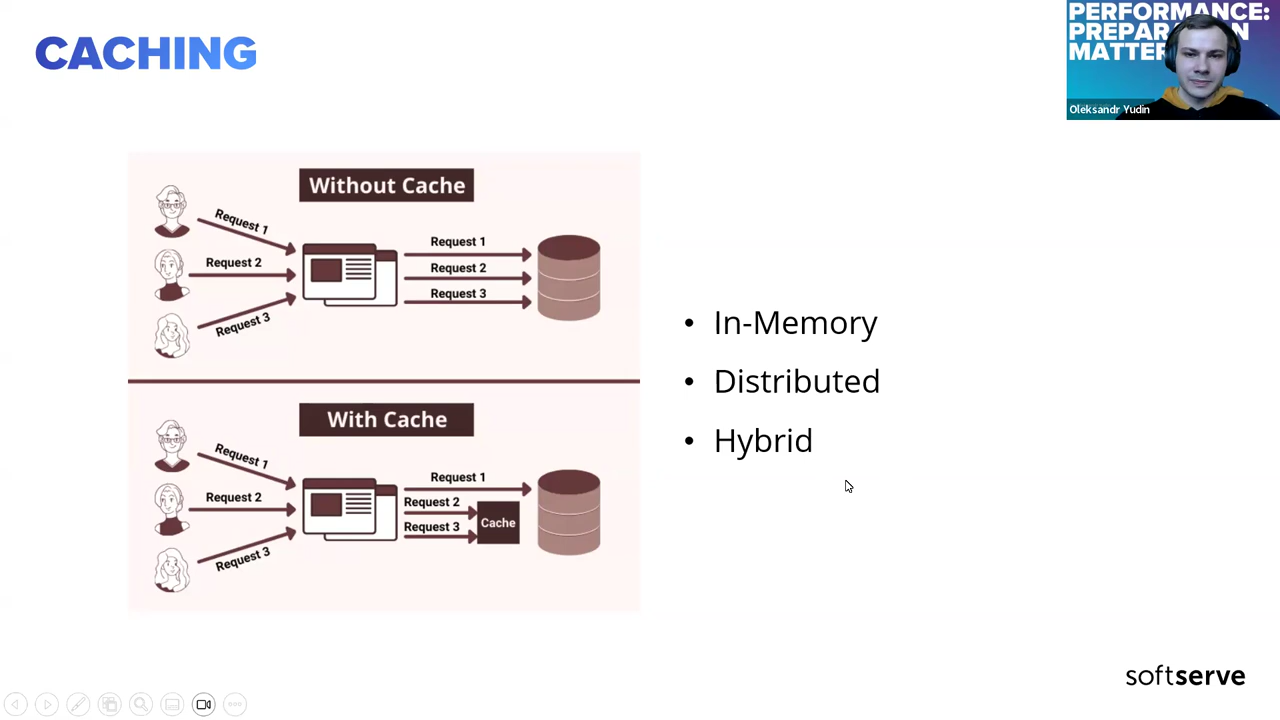 CACHING
PERFORMANCE:
MATTER
Oleksandr Yudin
Without Cache
Request 1
Request 2
Request 3
Request 1
Request 2
Request 3
With Cache
Request 1
Request 2
Request 3
Request 1
Request 2
Request 3
Cache
• In-Memory
• Distributed
• Hybrid
softserve